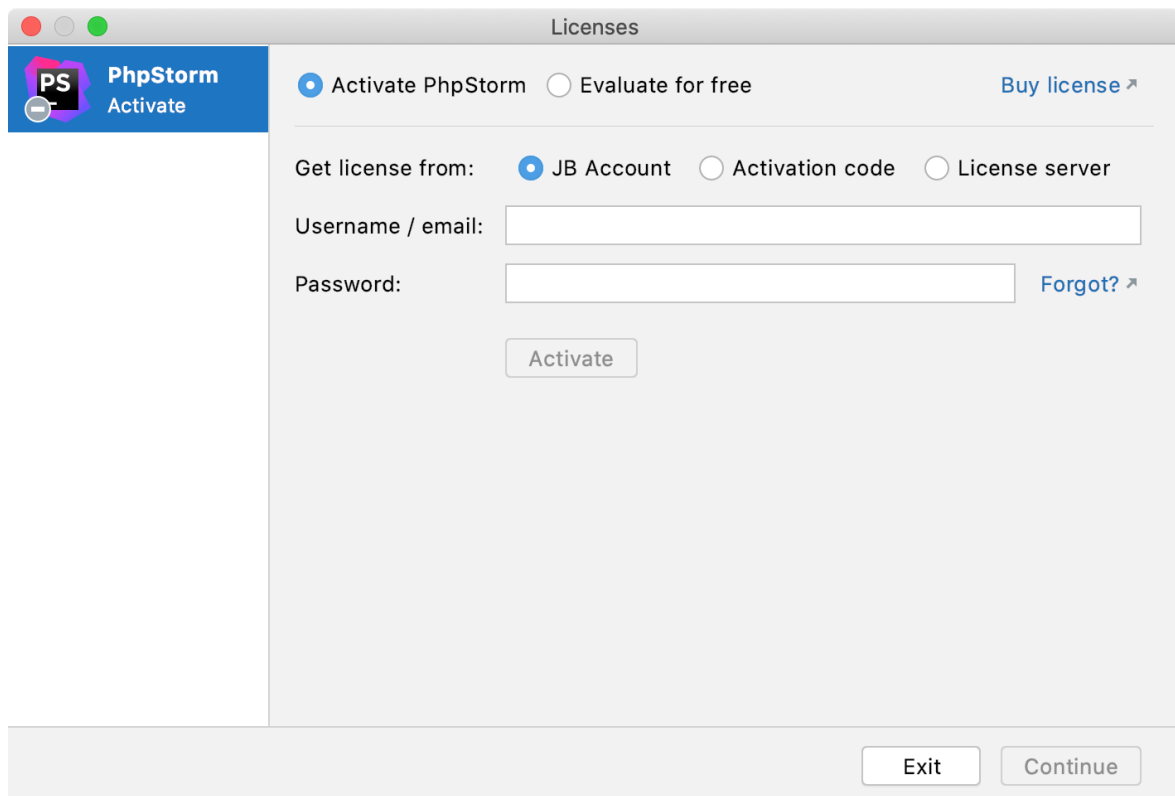 Licenses
PS PhpStorm
Activate
Activate PhpStorm Evaluate for free Buy license
Get license from: JB Account Activation code License server
Username / email:
Password: Forgot?
Activate
Exit Continue